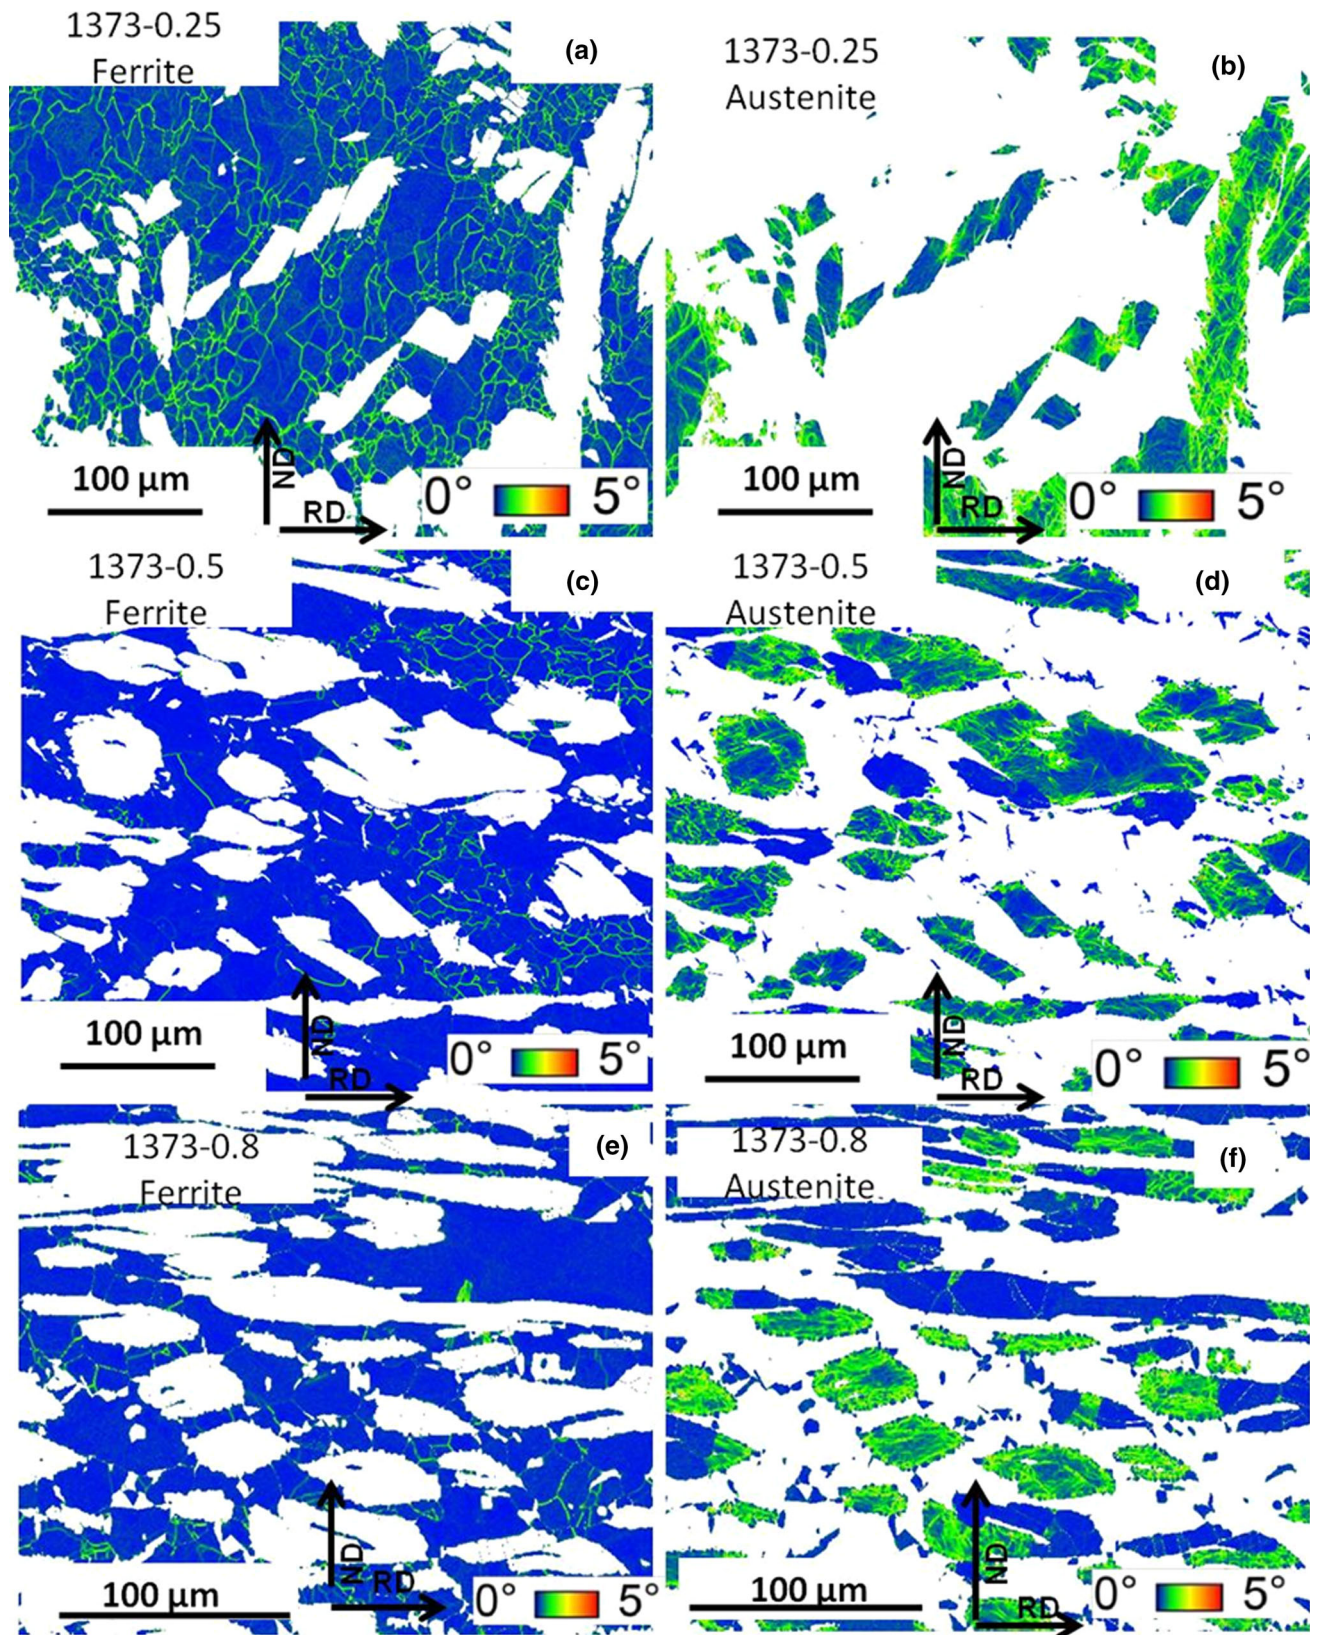 1373-0.25
Ferrite
(a)
ND
100 µm
RD
0°
5°
1373-0.25
Austenite
(b)
ND
100 µm
RD
0°
5°
1373-0.5
Ferrite
(c)
ND
100 µm
RD
0°
5°
1373-0.5
Austenite
(d)
ND
100 µm
RD
0°
5°
1373-0.8
Ferrite
(e)
ND
100 µm
RD
0°
5°
1373-0.8
Austenite
(f)
ND
100 µm
RD
0°
5°